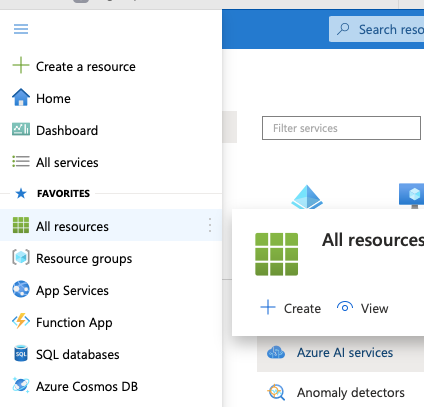 Search reso
Create a resource
Home
Dashboard
All services
FAVORITES
All resources
Resource groups
App Services
Function App
SQL databases
Azure Cosmos DB
Filter services
All resources
Create
View
Azure AI services
Anomaly detectors
SQL